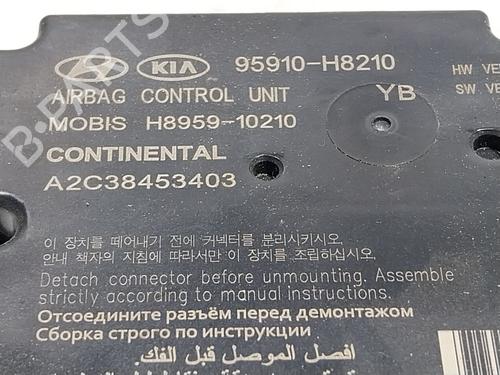 KIA 95910-H8210 HW VE
AIRBAG CONTROL UNIT YB SW VE
MOBIS H8959-10210
CONTINENTAL
A2C38453403
이 장치를 떼어내기 전에 커넥터를 분리시키시오.
안내 책자의 지침에 따라서만 이 장치를 조립하십시오.
Detach connector before unmounting. Assemble
strictly according to manual instructions.
Отсоедините разъём перед демонтажом
Сборка строго по инструкции
افصل الموصل قبل الفك
B-PARTS